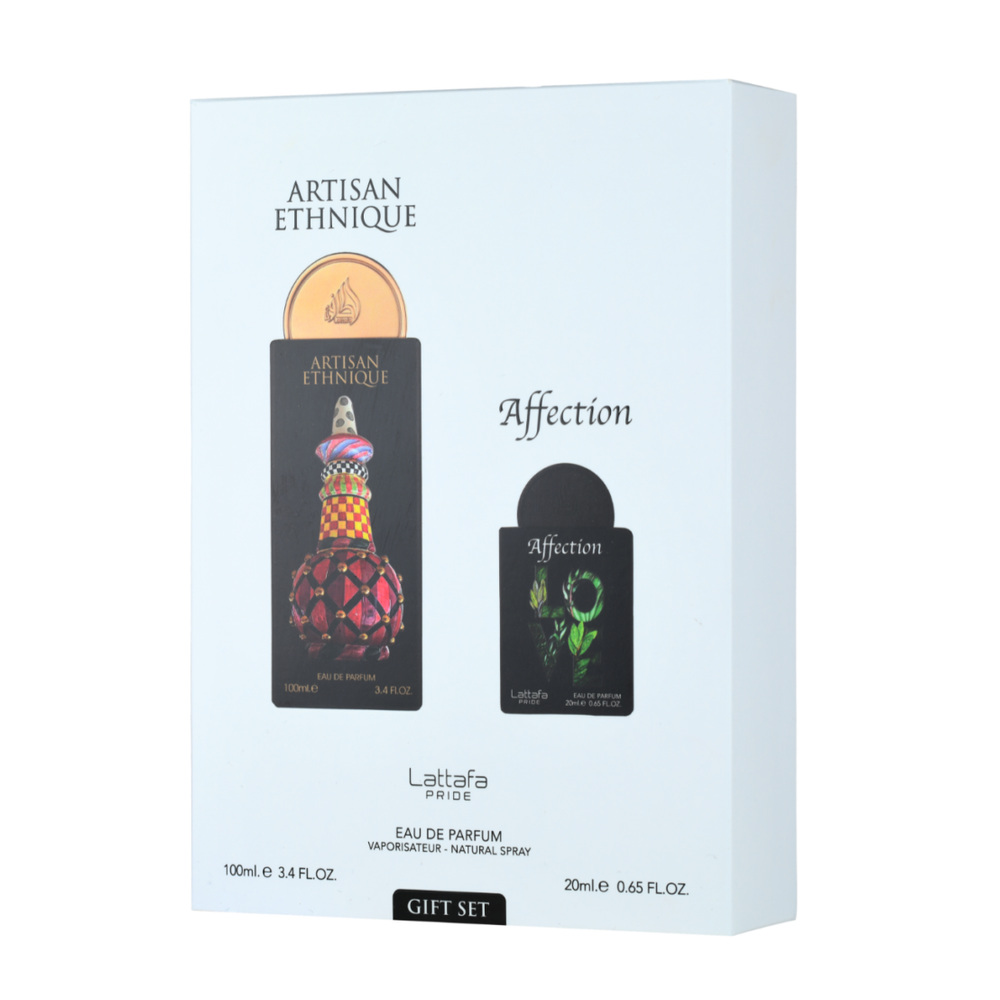 ARTISAN
ETHNIQUE
ARTISAN
ETHNIQUE
EAU DE PARFUM
100ml.e 3.4 FL.OZ.
Affection
Affection
Lattafa
PRIDE
EAU DE PARFUM
20ml.e 0.65 FL.OZ.
Lattafa
PRIDE
EAU DE PARFUM
VAPORISATEUR - NATURAL SPRAY
100ml.e 3.4 FL.OZ.
20ml.e 0.65 FL.OZ.
GIFT SET